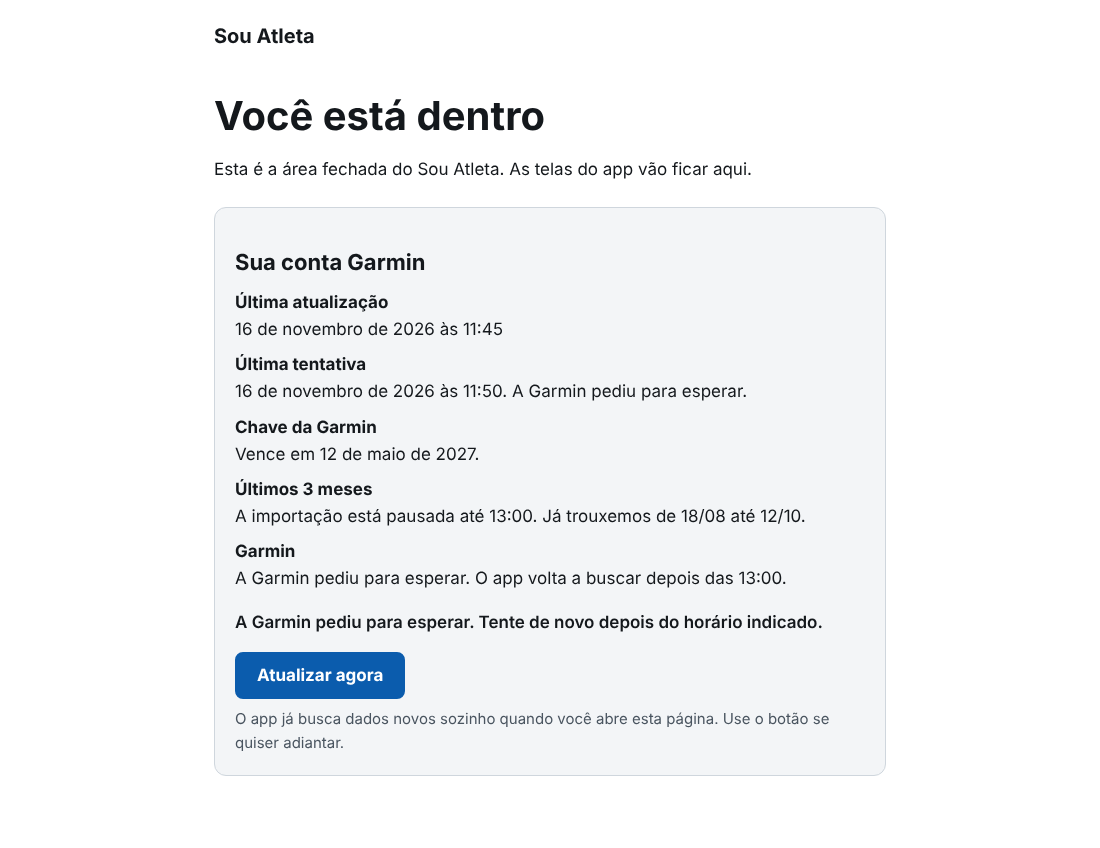 Sou Atleta
Você está dentro
Esta é a área fechada do Sou Atleta. As telas do app vão ficar aqui.
Sua conta Garmin
Última atualização
16 de novembro de 2026 às 11:45
Última tentativa
16 de novembro de 2026 às 11:50. A Garmin pediu para esperar.
Chave da Garmin
Vence em 12 de maio de 2027.
Últimos 3 meses
A importação está pausada até 13:00. Já trouxemos de 18/08 até 12/10.
Garmin
A Garmin pediu para esperar. O app volta a buscar depois das 13:00.
A Garmin pediu para esperar. Tente de novo depois do horário indicado.
Atualizar agora
O app já busca dados novos sozinho quando você abre esta página. Use o botão se
quiser adiantar.